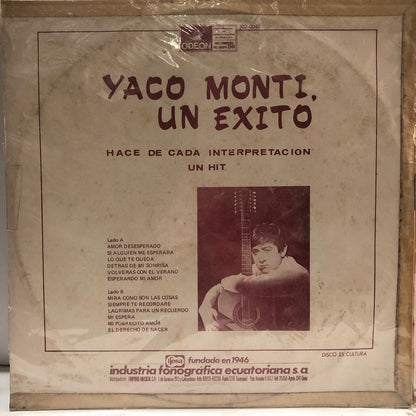 ODEON
YACO MONTI,
UN EXITO
HACE DE CADA INTERPRETACION
UN HIT
Lado A
AMOR DESESPERADO
SI ALGUIEN ME ESPERARA
LO QUE TE QUEDA
DETRAS DE MI SONRISA
VOLVERAS CON EL VERANO
ESPERANDO MI AMOR
Lado B
MIRA COMO SON LAS COSAS
SIEMPRE TE RECORDARE
LAGRIMAS PARA UN RECUERDO
MI ESPERA
MI POBRECITO AMOR
EL DERECHO DE NACER
DISCO ES CULTURA
ifesa fundada en 1946
industria fonográfica ecuatoriana s.a.